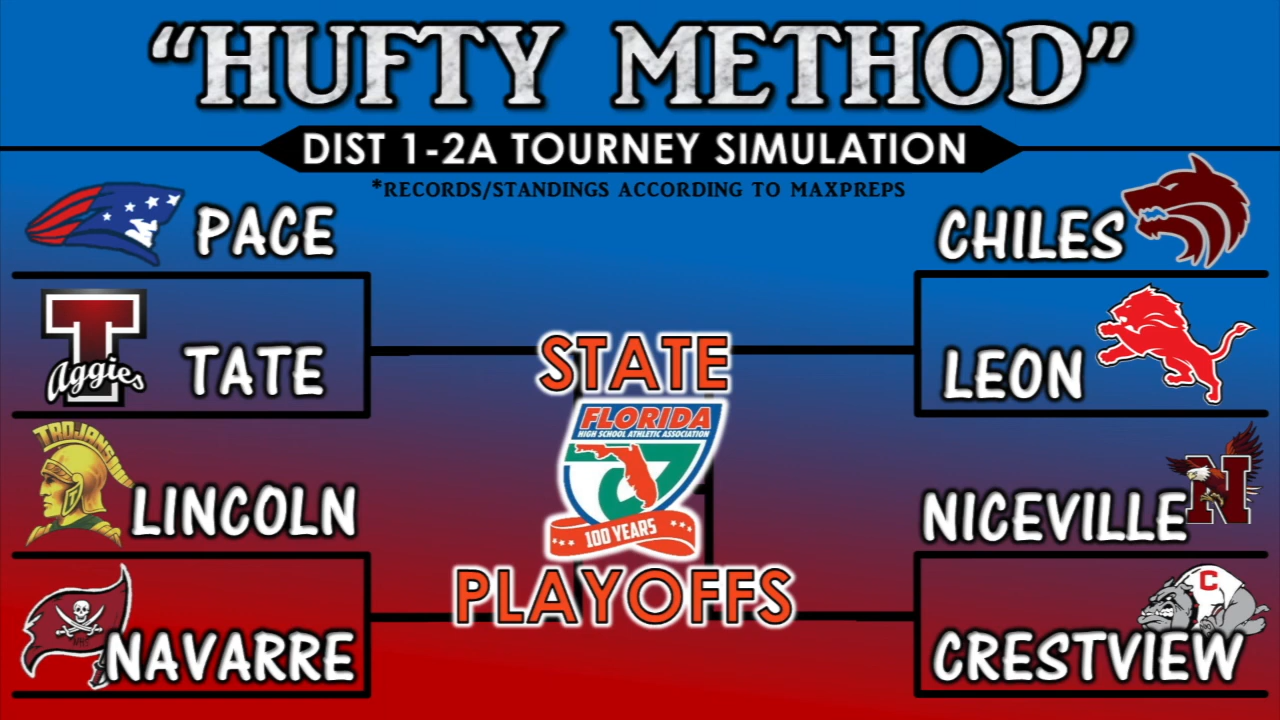 “HUFTY METHOD”
DIST 1-2A TOURNEY SIMULATION
*RECORDS/STANDINGS ACCORDING TO MAXPREPS
PACE
T
Aggies
TATE
TROJANS
LINCOLN
NAVARRE
STATE
FLORIDA
HIGH SCHOOL ATHLETIC ASSOCIATION
100 YEARS
PLAYOFFS
CHILES
LEON
N
NICEVILLE
C
CRESTVIEW